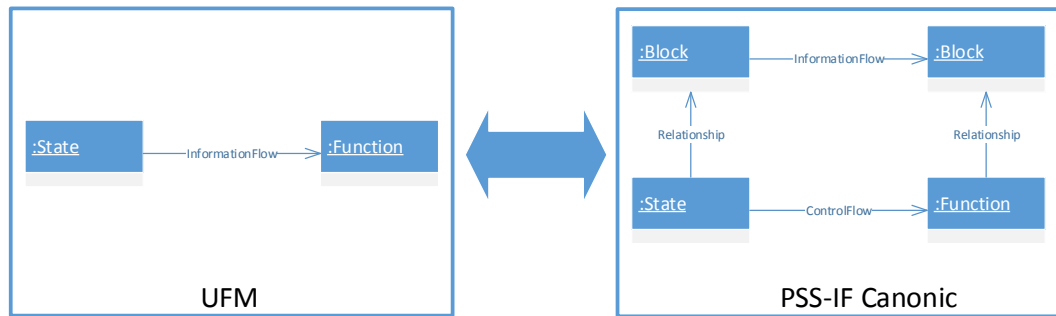 :State
InformationFlow
:Function
UFM
:Block
InformationFlow
:Block
Relationship
Relationship
:State
ControlFlow
:Function
PSS-IF Canonic